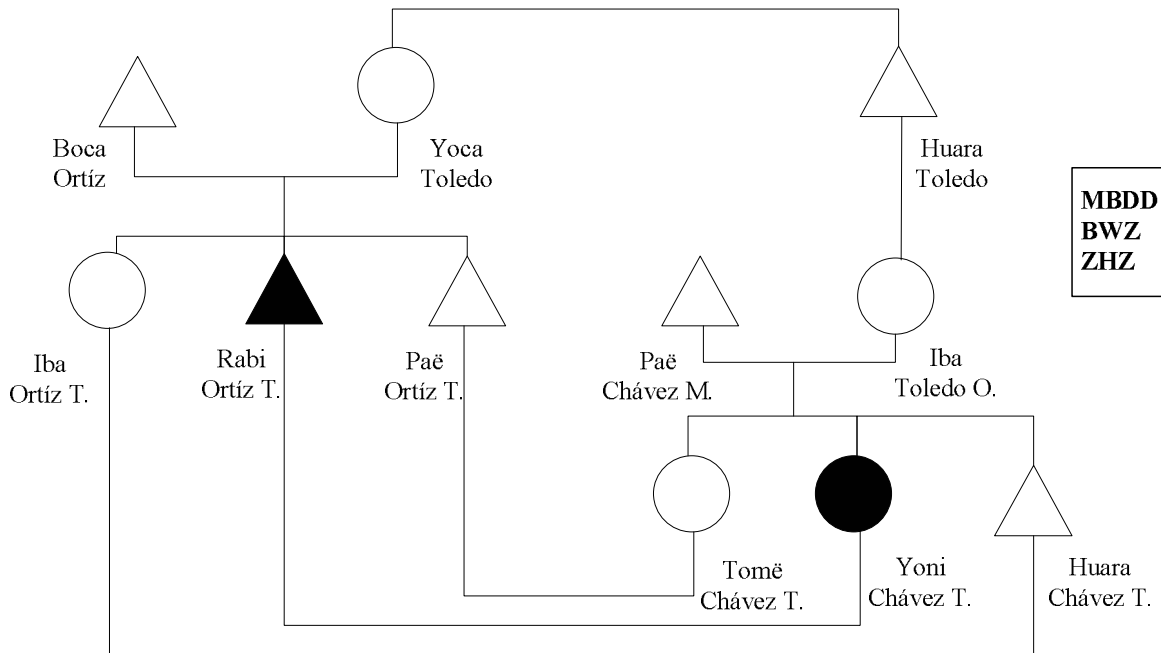 Boca
Ortíz
Yoca
Toledo
Huara
Toledo
MBDD
BWZ
ZHZ
Iba
Ortíz T.
Rabi
Ortíz T.
Paë
Ortíz T.
Paë
Chávez M.
Iba
Toledo O.
Tomë
Chávez T.
Yoni
Chávez T.
Huara
Chávez T.